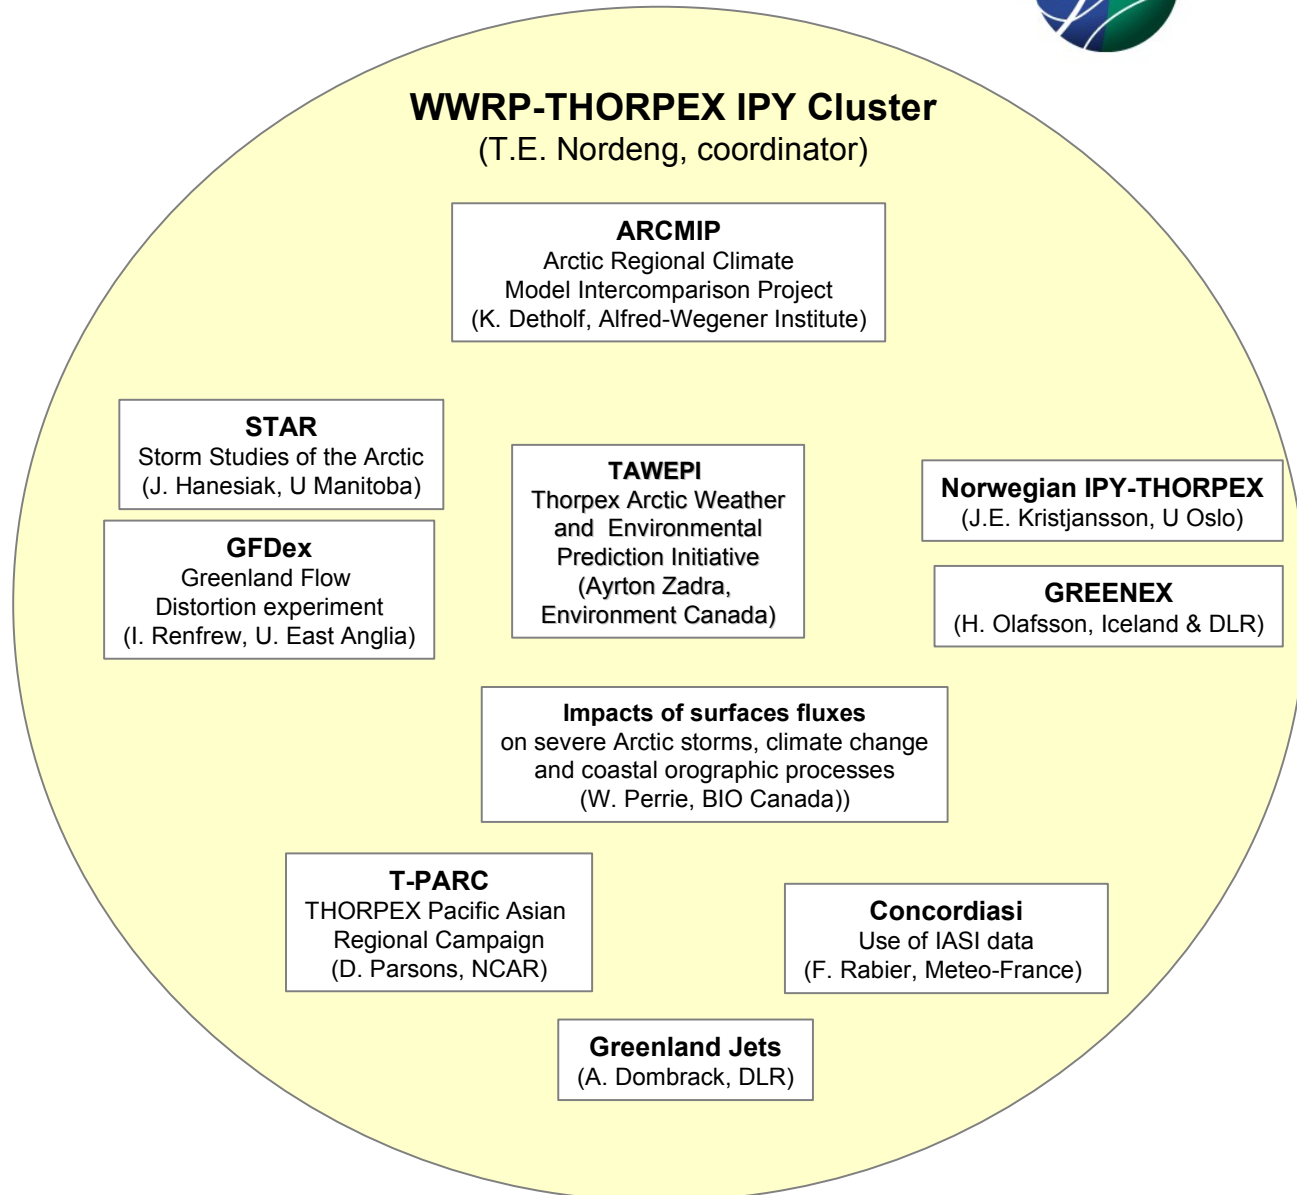 WWRP-THORPEX IPY Cluster
(T.E. Nordeng, coordinator)
ARCMIP
Arctic Regional Climate
Model Intercomparison Project
(K. Detholf, Alfred-Wegener Institute)
STAR
Storm Studies of the Arctic
(J. Hanesiak, U Manitoba)
GFDex
Greenland Flow
Distortion experiment
(I. Renfrew, U. East Anglia)
TAWEPI
Thorpex Arctic Weather
and Environmental
Prediction Initiative
(Ayrton Zadra,
Environment Canada)
Norwegian IPY-THORPEX
(J.E. Kristjansson, U Oslo)
GREENEX
(H. Olafsson, Iceland & DLR)
Impacts of surfaces fluxes
on severe Arctic storms, climate change
and coastal orographic processes
(W. Perrie, BIO Canada))
T-PARC
THORPEX Pacific Asian
Regional Campaign
(D. Parsons, NCAR)
Concordiasi
Use of IASI data
(F. Rabier, Meteo-France)
Greenland Jets
(A. Dombrack, DLR)